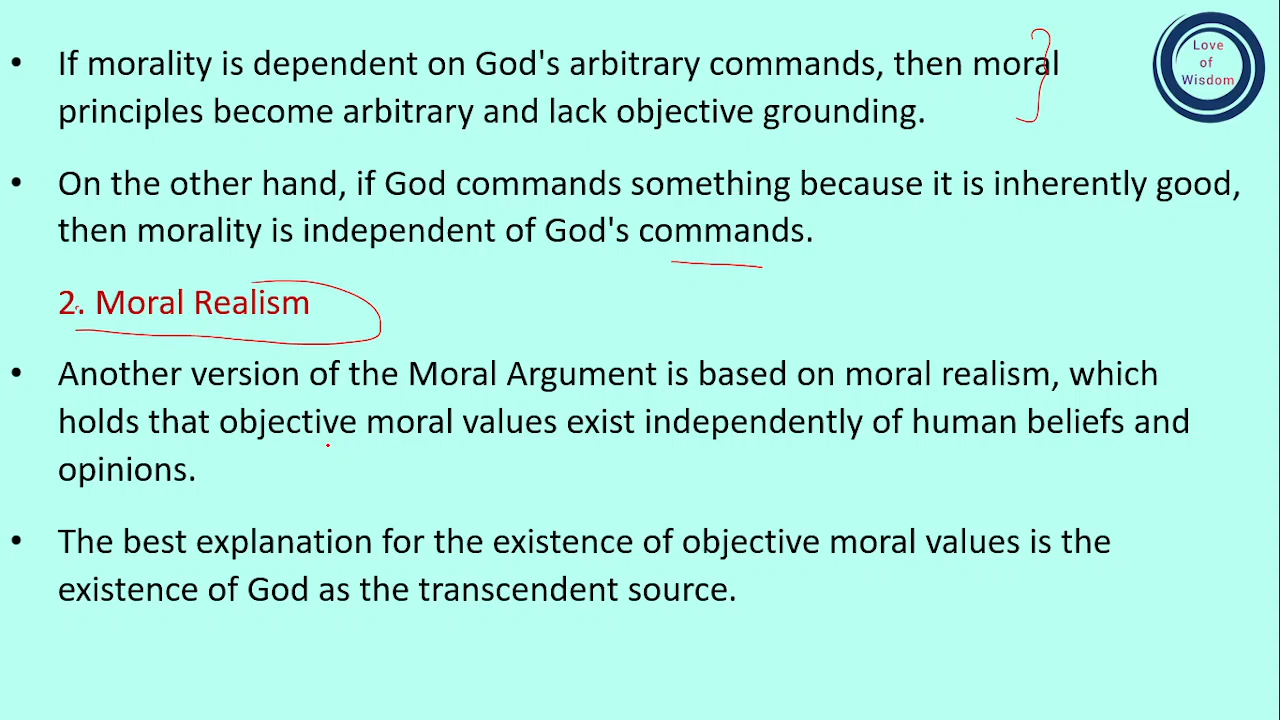 • If morality is dependent on God's arbitrary commands, then moral
principles become arbitrary and lack objective grounding.
• On the other hand, if God commands something because it is inherently good,
then morality is independent of God's commands.
2. Moral Realism
• Another version of the Moral Argument is based on moral realism, which
holds that objective moral values exist independently of human beliefs and
opinions.
• The best explanation for the existence of objective moral values is the
existence of God as the transcendent source.
Love
of
Wisdom